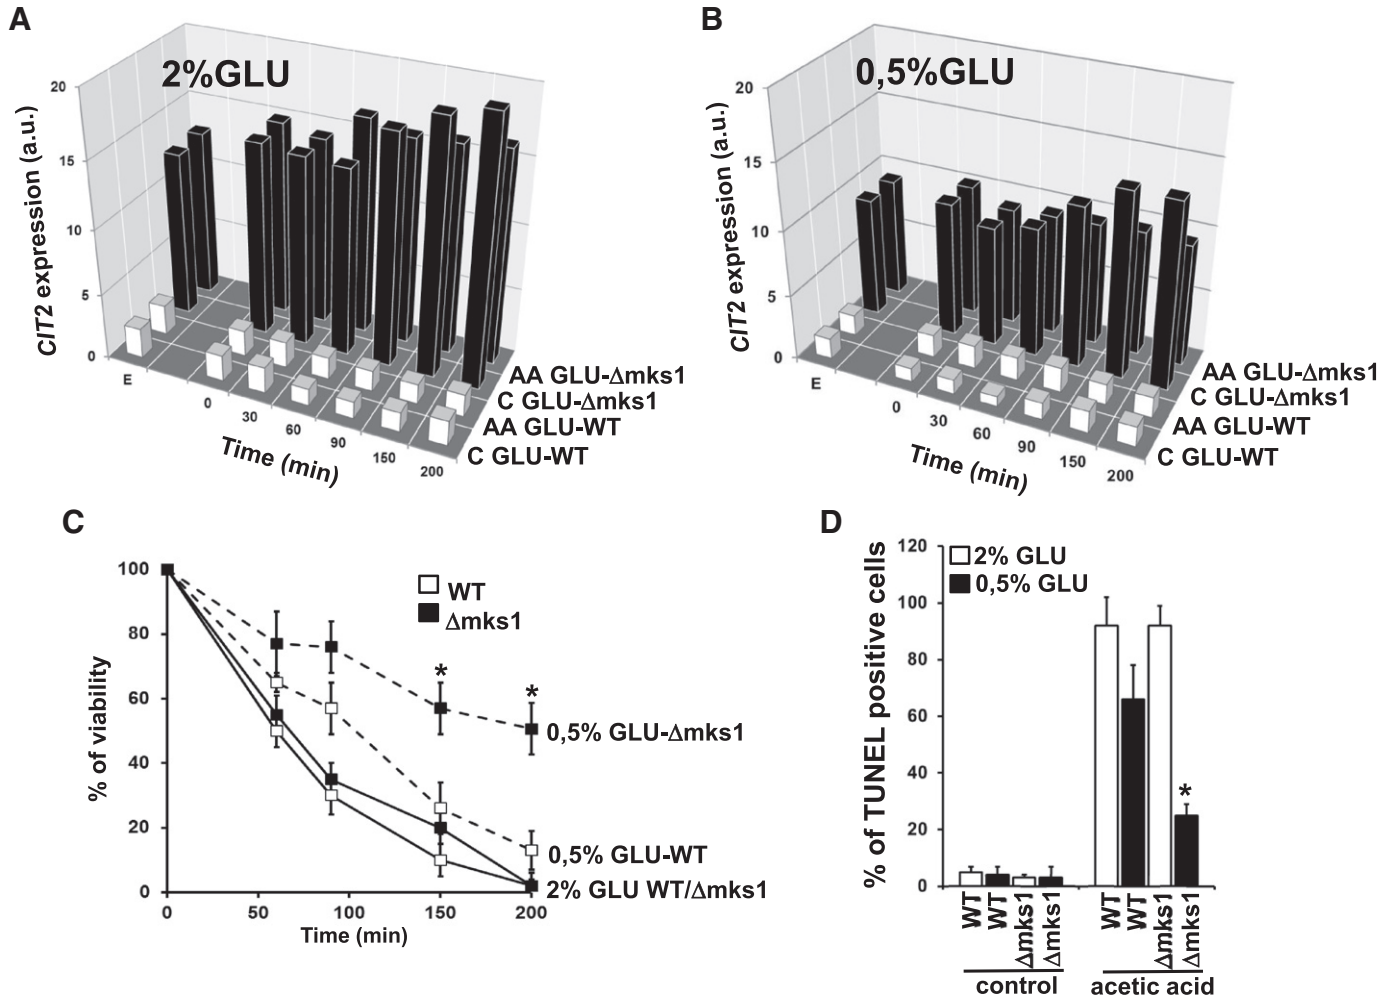 A
2%GLU
20
15
10
5
0
CIT2 expression (a.u.)
E
0
30
60
90
150
200
Time (min)
AA GLU-Δmks1
C GLU-Δmks1
AA GLU-WT
C GLU-WT
B
0,5%GLU
20
15
10
5
0
CIT2 expression (a.u.)
E
0
30
60
90
150
200
Time (min)
AA GLU-Δmks1
C GLU-Δmks1
AA GLU-WT
C GLU-WT
C
100
80
60
40
20
0
% of viability
WT
Δmks1
*
*
0,5% GLU-Δmks1
0,5% GLU-WT
2% GLU WT/Δmks1
0
50
100
150
200
Time (min)
D
120
100
80
60
40
20
0
% of TUNEL positive cells
2% GLU
0,5% GLU
*
WT
WT
Δmks1
Δmks1
WT
WT
Δmks1
Δmks1
control
acetic acid